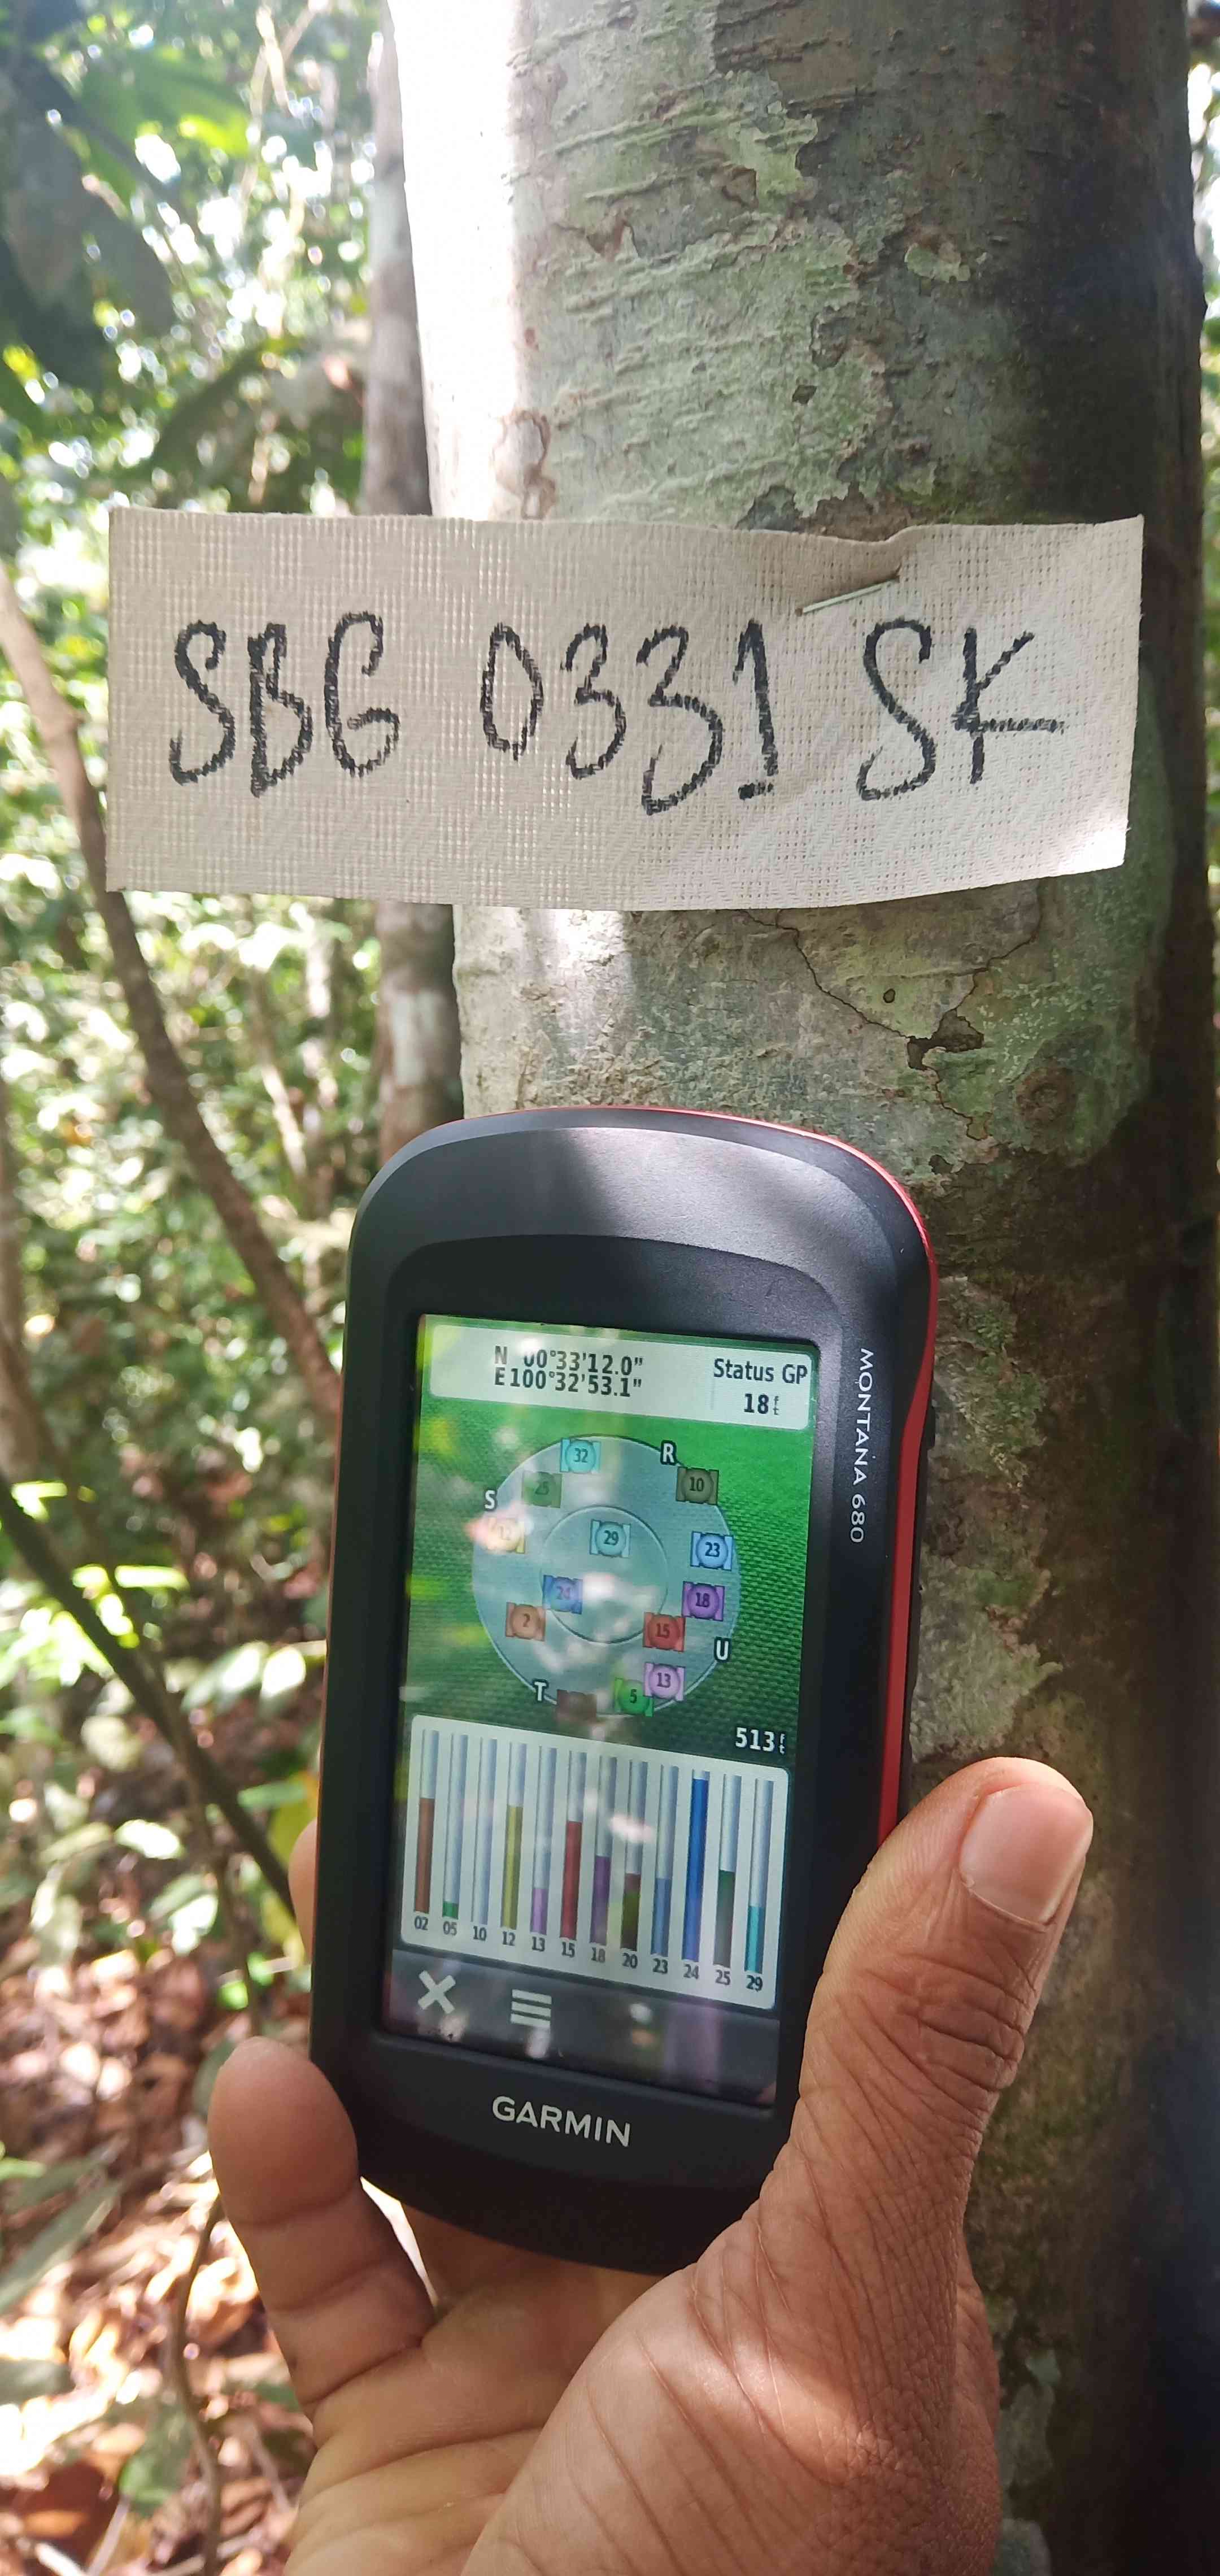 SBG 0331 SK
N 00°33'12.0"
E 100°32'53.1"
Status GP
18 ft
MONTANA 680
32
R
25
10
S
12
29
23
24
18
2
15
U
13
T
5
513 ft
02 05 10 12 13 15 18 20 23 24 25 29
GARMIN